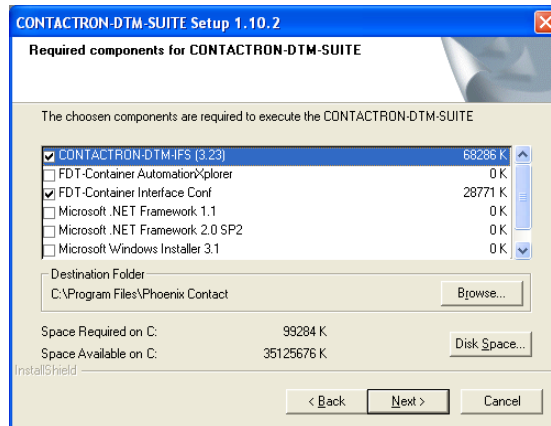 CONTACTRON-DTM-SUITE Setup 1.10.2
Required components for CONTACTRON-DTM-SUITE
The choosen components are required to execute the CONTACTRON-DTM-SUITE
CONTACTRON-DTM-IFS (3.23) 68286 K
FDT-Container AutomationXplorer 0 K
FDT-Container Interface Conf 28771 K
Microsoft .NET Framework 1.1 0 K
Microsoft .NET Framework 2.0 SP2 0 K
Microsoft Windows Installer 3.1 0 K
Destination Folder
C:\Program Files\Phoenix Contact
Browse...
Space Required on C: 99284 K
Space Available on C: 35125676 K
Disk Space...
InstallShield
< Back
Next >
Cancel